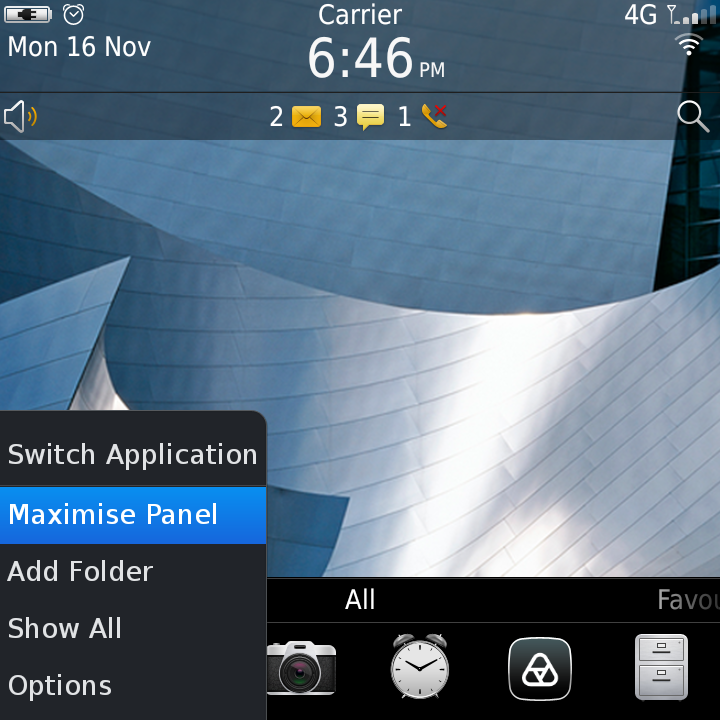 Carrier
4G
Mon 16 Nov
6:46 PM
2 3 1
Switch Application
Maximise Panel
Add Folder
Show All
Options
All
Favou